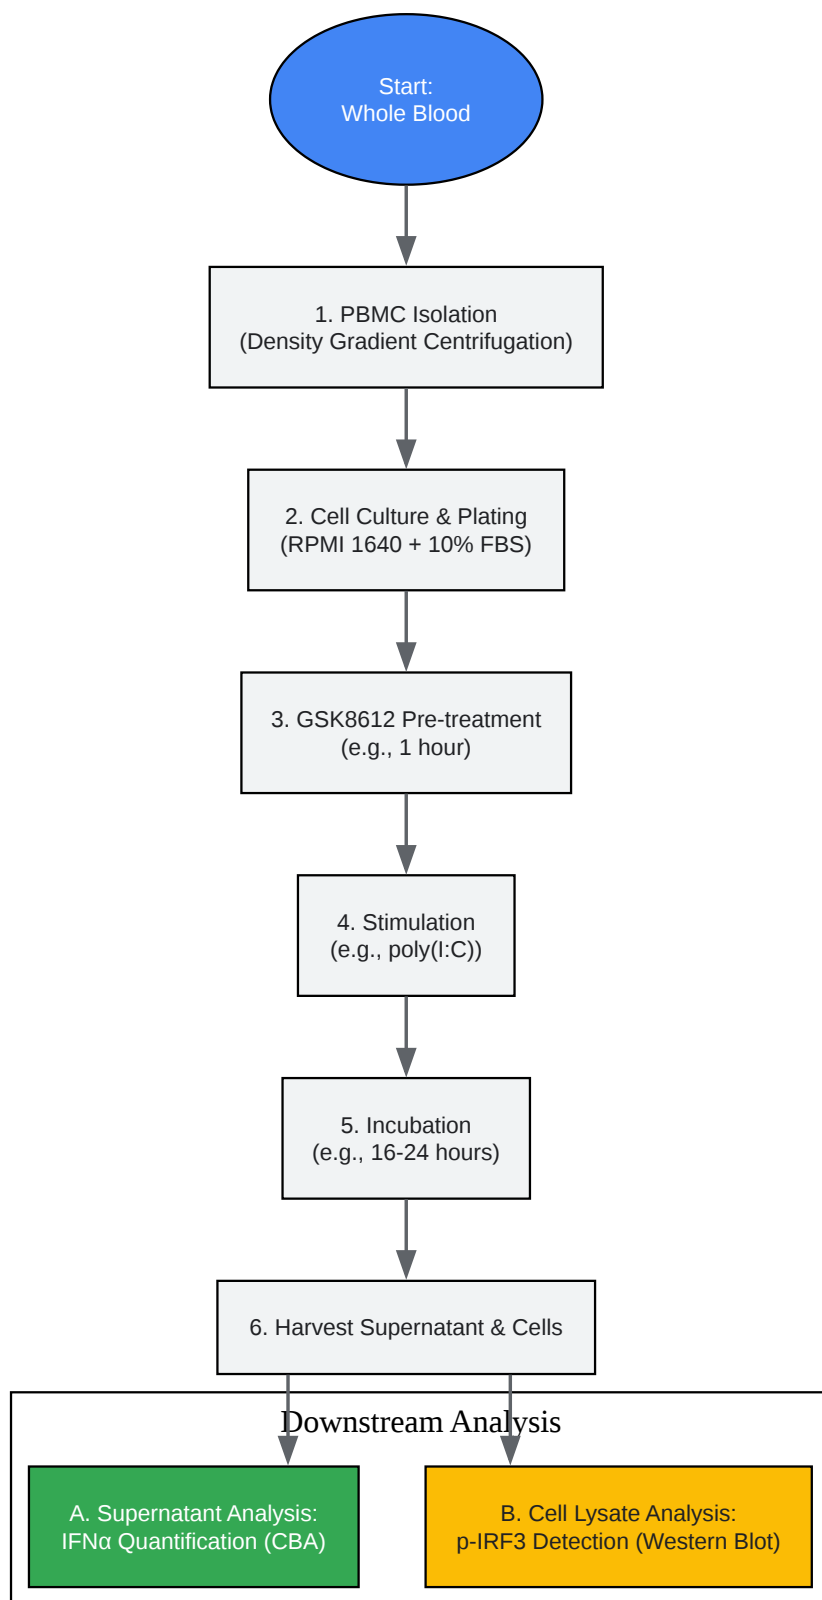 Start:
Whole Blood
1. PBMC Isolation
(Density Gradient Centrifugation)
2. Cell Culture & Plating
(RPMI 1640 + 10% FBS)
3. GSK8612 Pre-treatment
(e.g., 1 hour)
4. Stimulation
(e.g., poly(I:C))
5. Incubation
(e.g., 16-24 hours)
6. Harvest Supernatant & Cells
Downstream Analysis
A. Supernatant Analysis:
IFNα Quantification (CBA)
B. Cell Lysate Analysis:
p-IRF3 Detection (Western Blot)